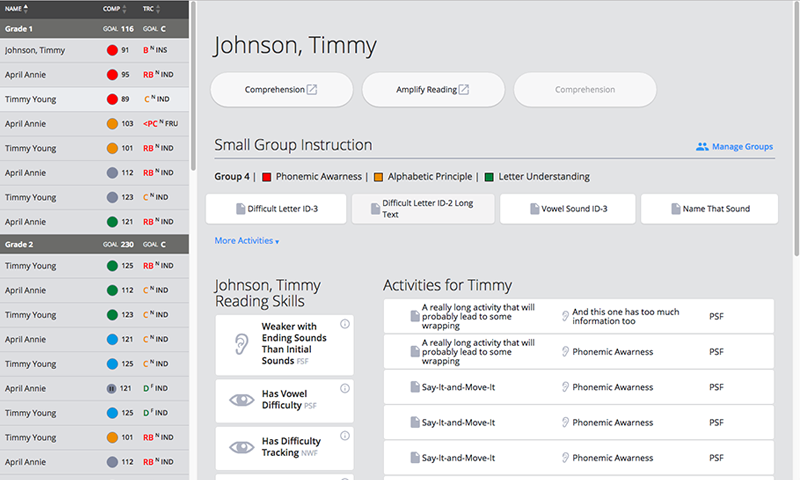 NAME COMP TRC
Grade 1 GOAL 116 GOAL C
Johnson, Timmy 91 B N INS
April Annie 95 RB N IND
Timmy Young 89 C N IND
April Annie 103 <PC N FRU
Timmy Young 101 RB N IND
April Annie 112 RB N IND
Timmy Young 123 C N IND
April Annie 121 RB N IND
Grade 2 GOAL 230 GOAL C
Timmy Young 125 RB N IND
April Annie 112 C N IND
Timmy Young 123 C N IND
April Annie 121 C N IND
Timmy Young 125 C N IND
April Annie 121 D F IND
Timmy Young 125 D F IND
Timmy Young 101 RB N IND
April Annie 112 RB N IND
Johnson, Timmy
Comprehension
Amplify Reading
Comprehension
Small Group Instruction
Manage Groups
Group 4 | Phonemic Awarness | Alphabetic Principle | Letter Understanding
Difficult Letter ID-3
Difficult Letter ID-2 Long
Text
Vowel Sound ID-3
Name That Sound
More Activities
Johnson, Timmy
Reading Skills
Weaker with
Ending Sounds
Than Initial
Sounds FSF
Has Vowel
Difficulty PSF
Has Difficulty
Tracking NWF
Activities for Timmy
A really long activity that will
probably lead to some
wrapping
And this one has too much
information too
PSF
A really long activity that will
probably lead to some
wrapping
Phonemic Awarness
PSF
Say-It-and-Move-It Phonemic Awarness PSF
Say-It-and-Move-It Phonemic Awarness PSF
Say-It-and-Move-It Phonemic Awarness PSF